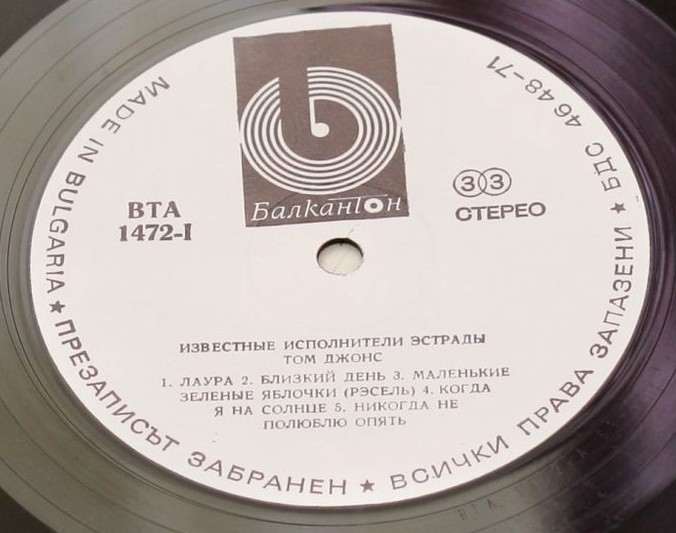 Балкантон
BTA
1472-I
33
СТЕРЕО
ИЗВЕСТНЫЕ ИСПОЛНИТЕЛИ ЭСТРАДЫ
ТОМ ДЖОНС
1. ЛАУРА 2. БЛИЗКИЙ ДЕНЬ 3. МАЛЕНЬКИЕ
ЗЕЛЕНЫЕ ЯБЛОЧКИ (РЭСЕЛЬ) 4. КОГДА
Я НА СОЛНЦЕ 5. НИКОГДА НЕ
ПОЛЮБЛЮ ОПЯТЬ
MADE IN BULGARIA ★ ПРЕЗАПИСЪТ ЗАБРАНЕН ★ ВСИЧКИ ПРАВА ЗАПАЗЕНИ ★ БДС 4648-71